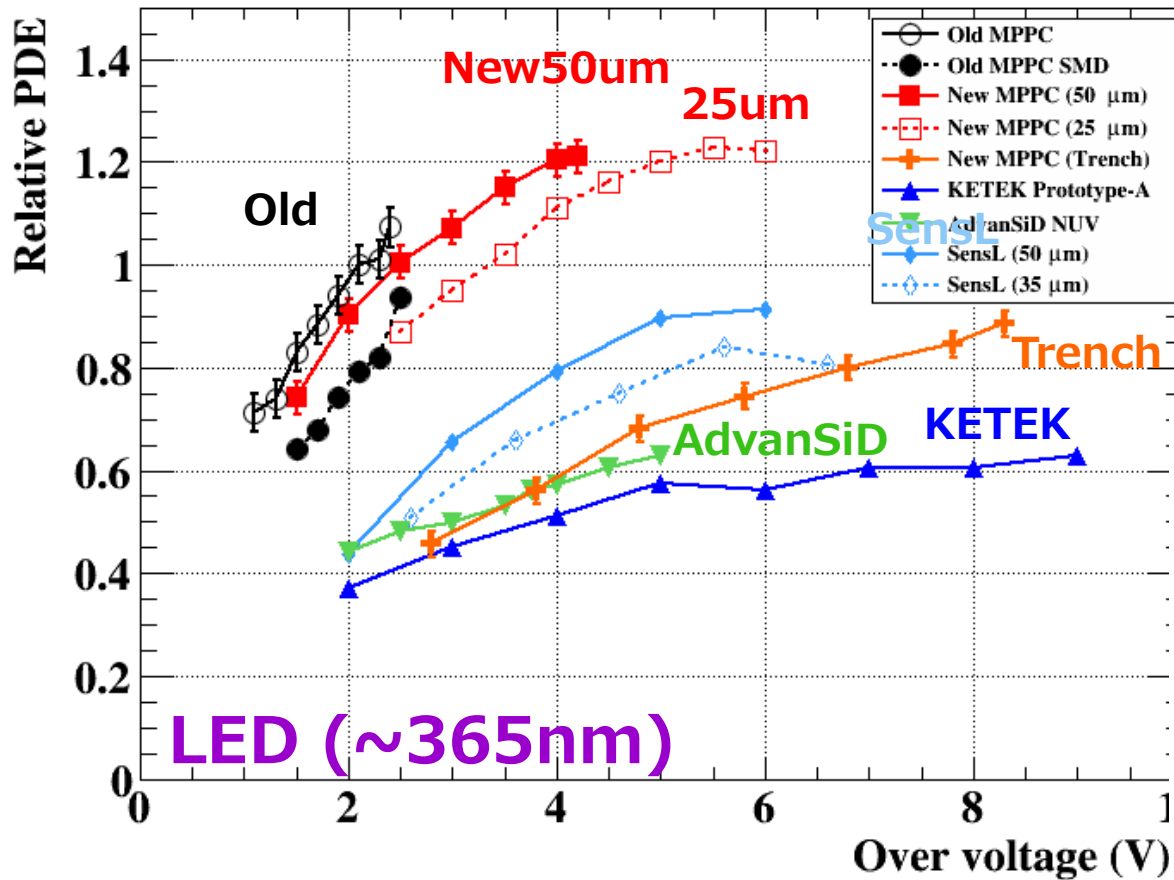 Relative PDE
1.4
1.2
1
0.8
0.6
0.4
0.2
0
New50um
25um
Old
Old MPPC
Old MPPC SMD
New MPPC (50 μm)
New MPPC (25 μm)
New MPPC (Trench)
KETEK Prototype-A
AdvanSiD NUV
SensL (50 μm)
SensL (35 μm)
SensL
Trench
KETEK
AdvanSiD
LED (~365nm)
0 2 4 6 8 1
Over voltage (V)